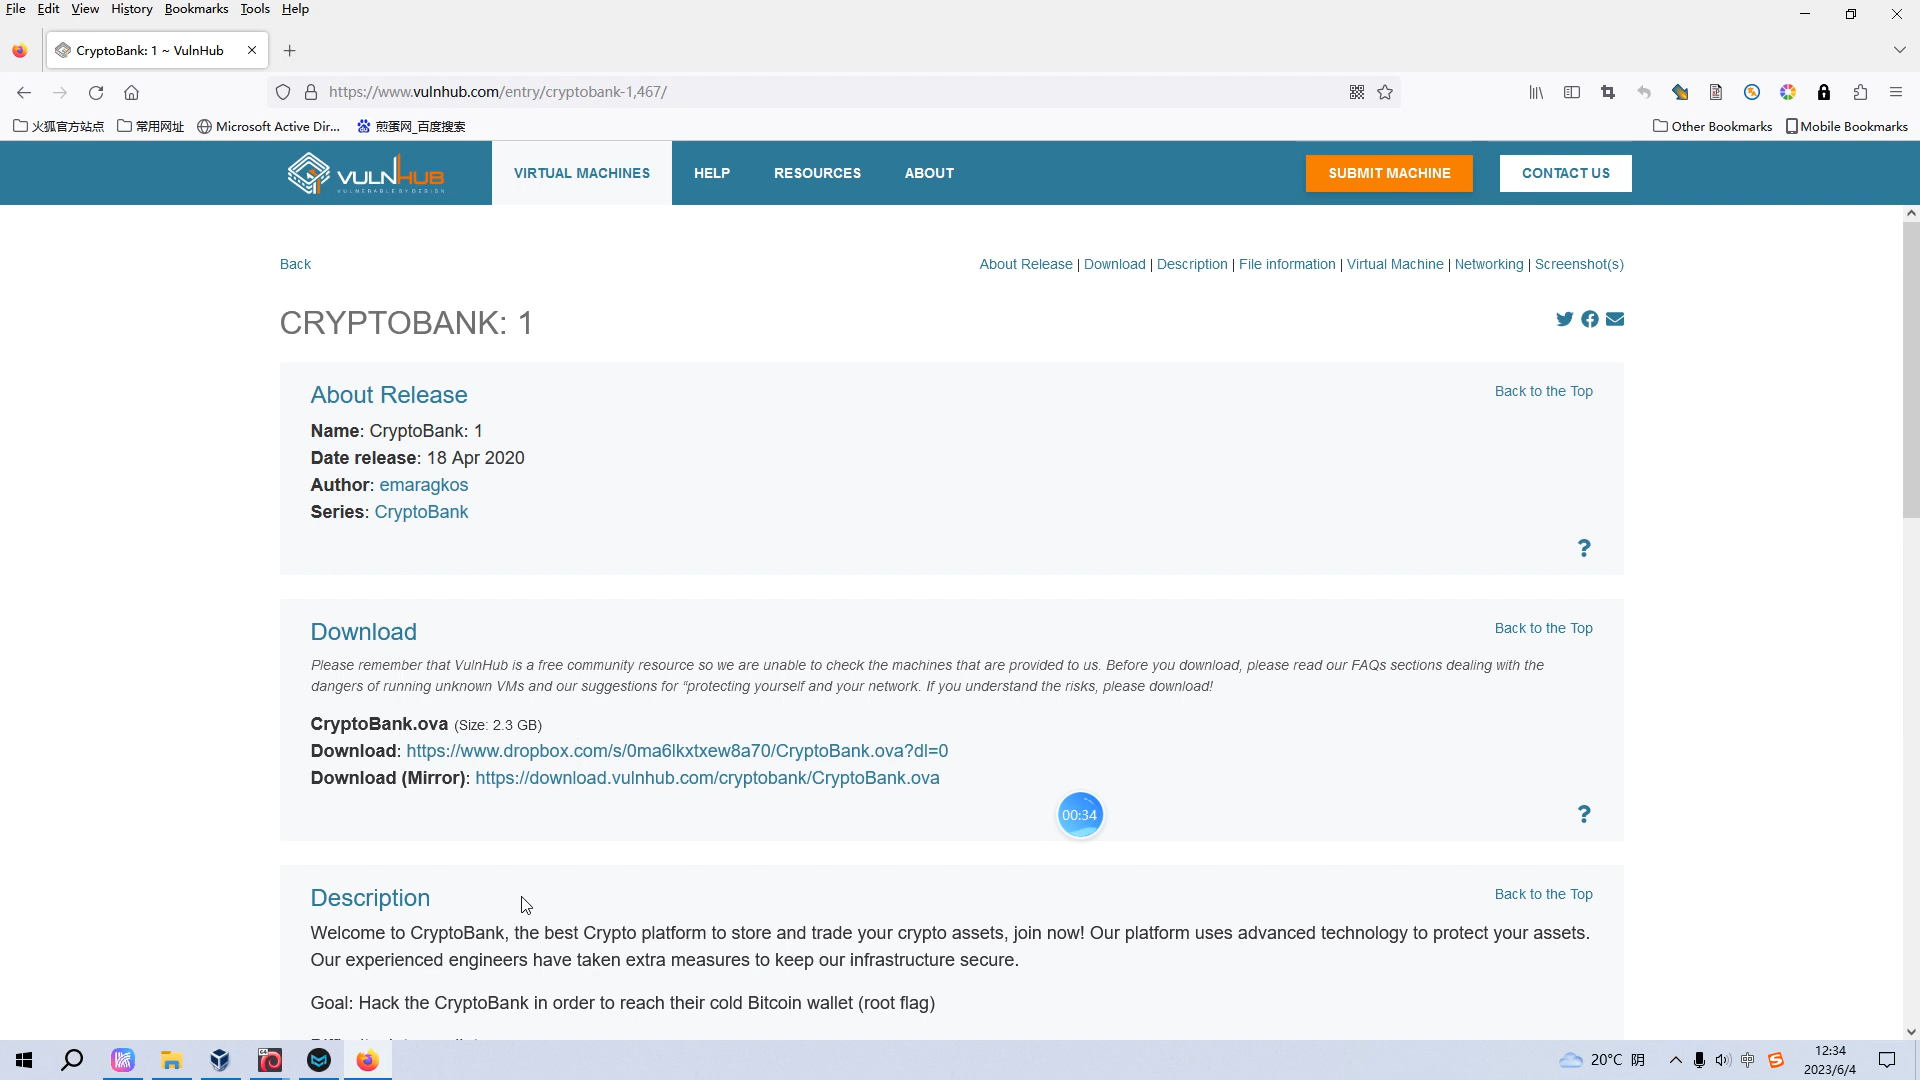 File Edit View History Bookmarks Tools Help
CryptoBank: 1 ~ VulnHub
https://www.vulnhub.com/entry/cryptobank-1,467/
火狐官方站点 常用网址 Microsoft Active Dir... 煎蛋网_百度搜索 Other Bookmarks Mobile Bookmarks
VULNHUB
VULNERABLE BY DESIGN
VIRTUAL MACHINES HELP RESOURCES ABOUT SUBMIT MACHINE CONTACT US
Back About Release | Download | Description | File information | Virtual Machine | Networking | Screenshot(s)
CRYPTOBANK: 1
About Release Back to the Top
Name: CryptoBank: 1
Date release: 18 Apr 2020
Author: emaragkos
Series: CryptoBank
?
Download Back to the Top
Please remember that VulnHub is a free community resource so we are unable to check the machines that are provided to us. Before you download, please read our FAQs sections dealing with the
dangers of running unknown VMs and our suggestions for “protecting yourself and your network. If you understand the risks, please download!
CryptoBank.ova (Size: 2.3 GB)
Download: https://www.dropbox.com/s/0ma6lkxtxew8a70/CryptoBank.ova?dl=0
Download (Mirror): https://download.vulnhub.com/cryptobank/CryptoBank.ova
00:34
?
Description Back to the Top
Welcome to CryptoBank, the best Crypto platform to store and trade your crypto assets, join now! Our platform uses advanced technology to protect your assets.
Our experienced engineers have taken extra measures to keep our infrastructure secure.
Goal: Hack the CryptoBank in order to reach their cold Bitcoin wallet (root flag)
20°C 阴 中 12:34
2023/6/4